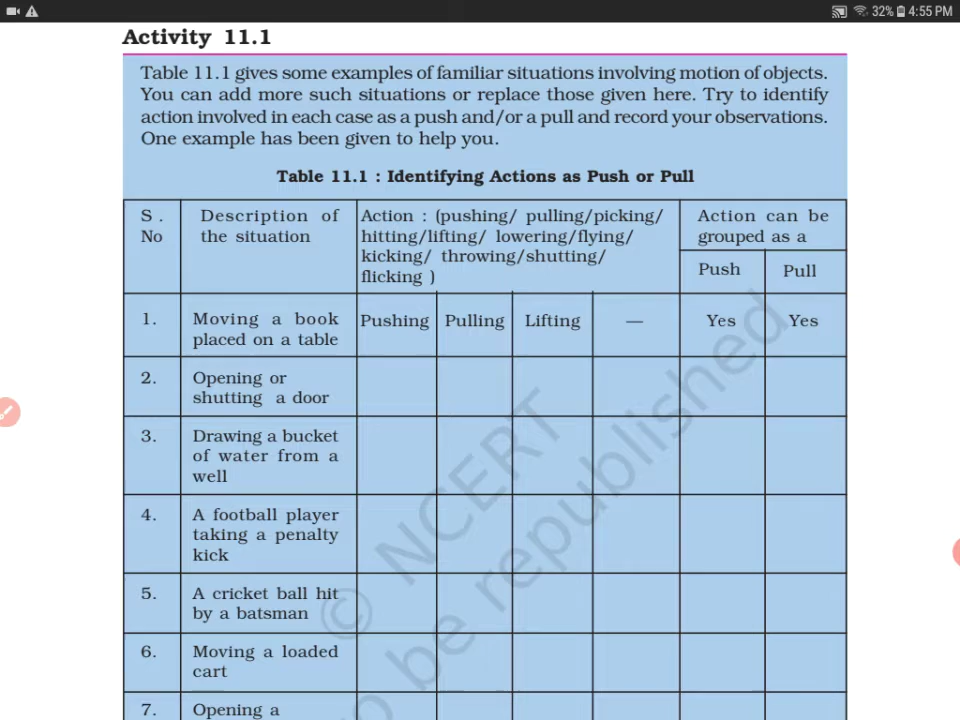 32% 4:55 PM
Activity 11.1
Table 11.1 gives some examples of familiar situations involving motion of objects.
You can add more such situations or replace those given here. Try to identify
action involved in each case as a push and/or a pull and record your observations.
One example has been given to help you.
Table 11.1 : Identifying Actions as Push or Pull
S .
No
Description of
the situation
Action : (pushing/ pulling/picking/
hitting/lifting/ lowering/flying/
kicking/ throwing/shutting/
flicking )
Action can be
grouped as a
Push Pull
1. Moving a book
placed on a table
Pushing Pulling Lifting — Yes Yes
2. Opening or
shutting a door
3. Drawing a bucket
of water from a
well
4. A football player
taking a penalty
kick
5. A cricket ball hit
by a batsman
6. Moving a loaded
cart
7. Opening a
© NCERT
o be republished